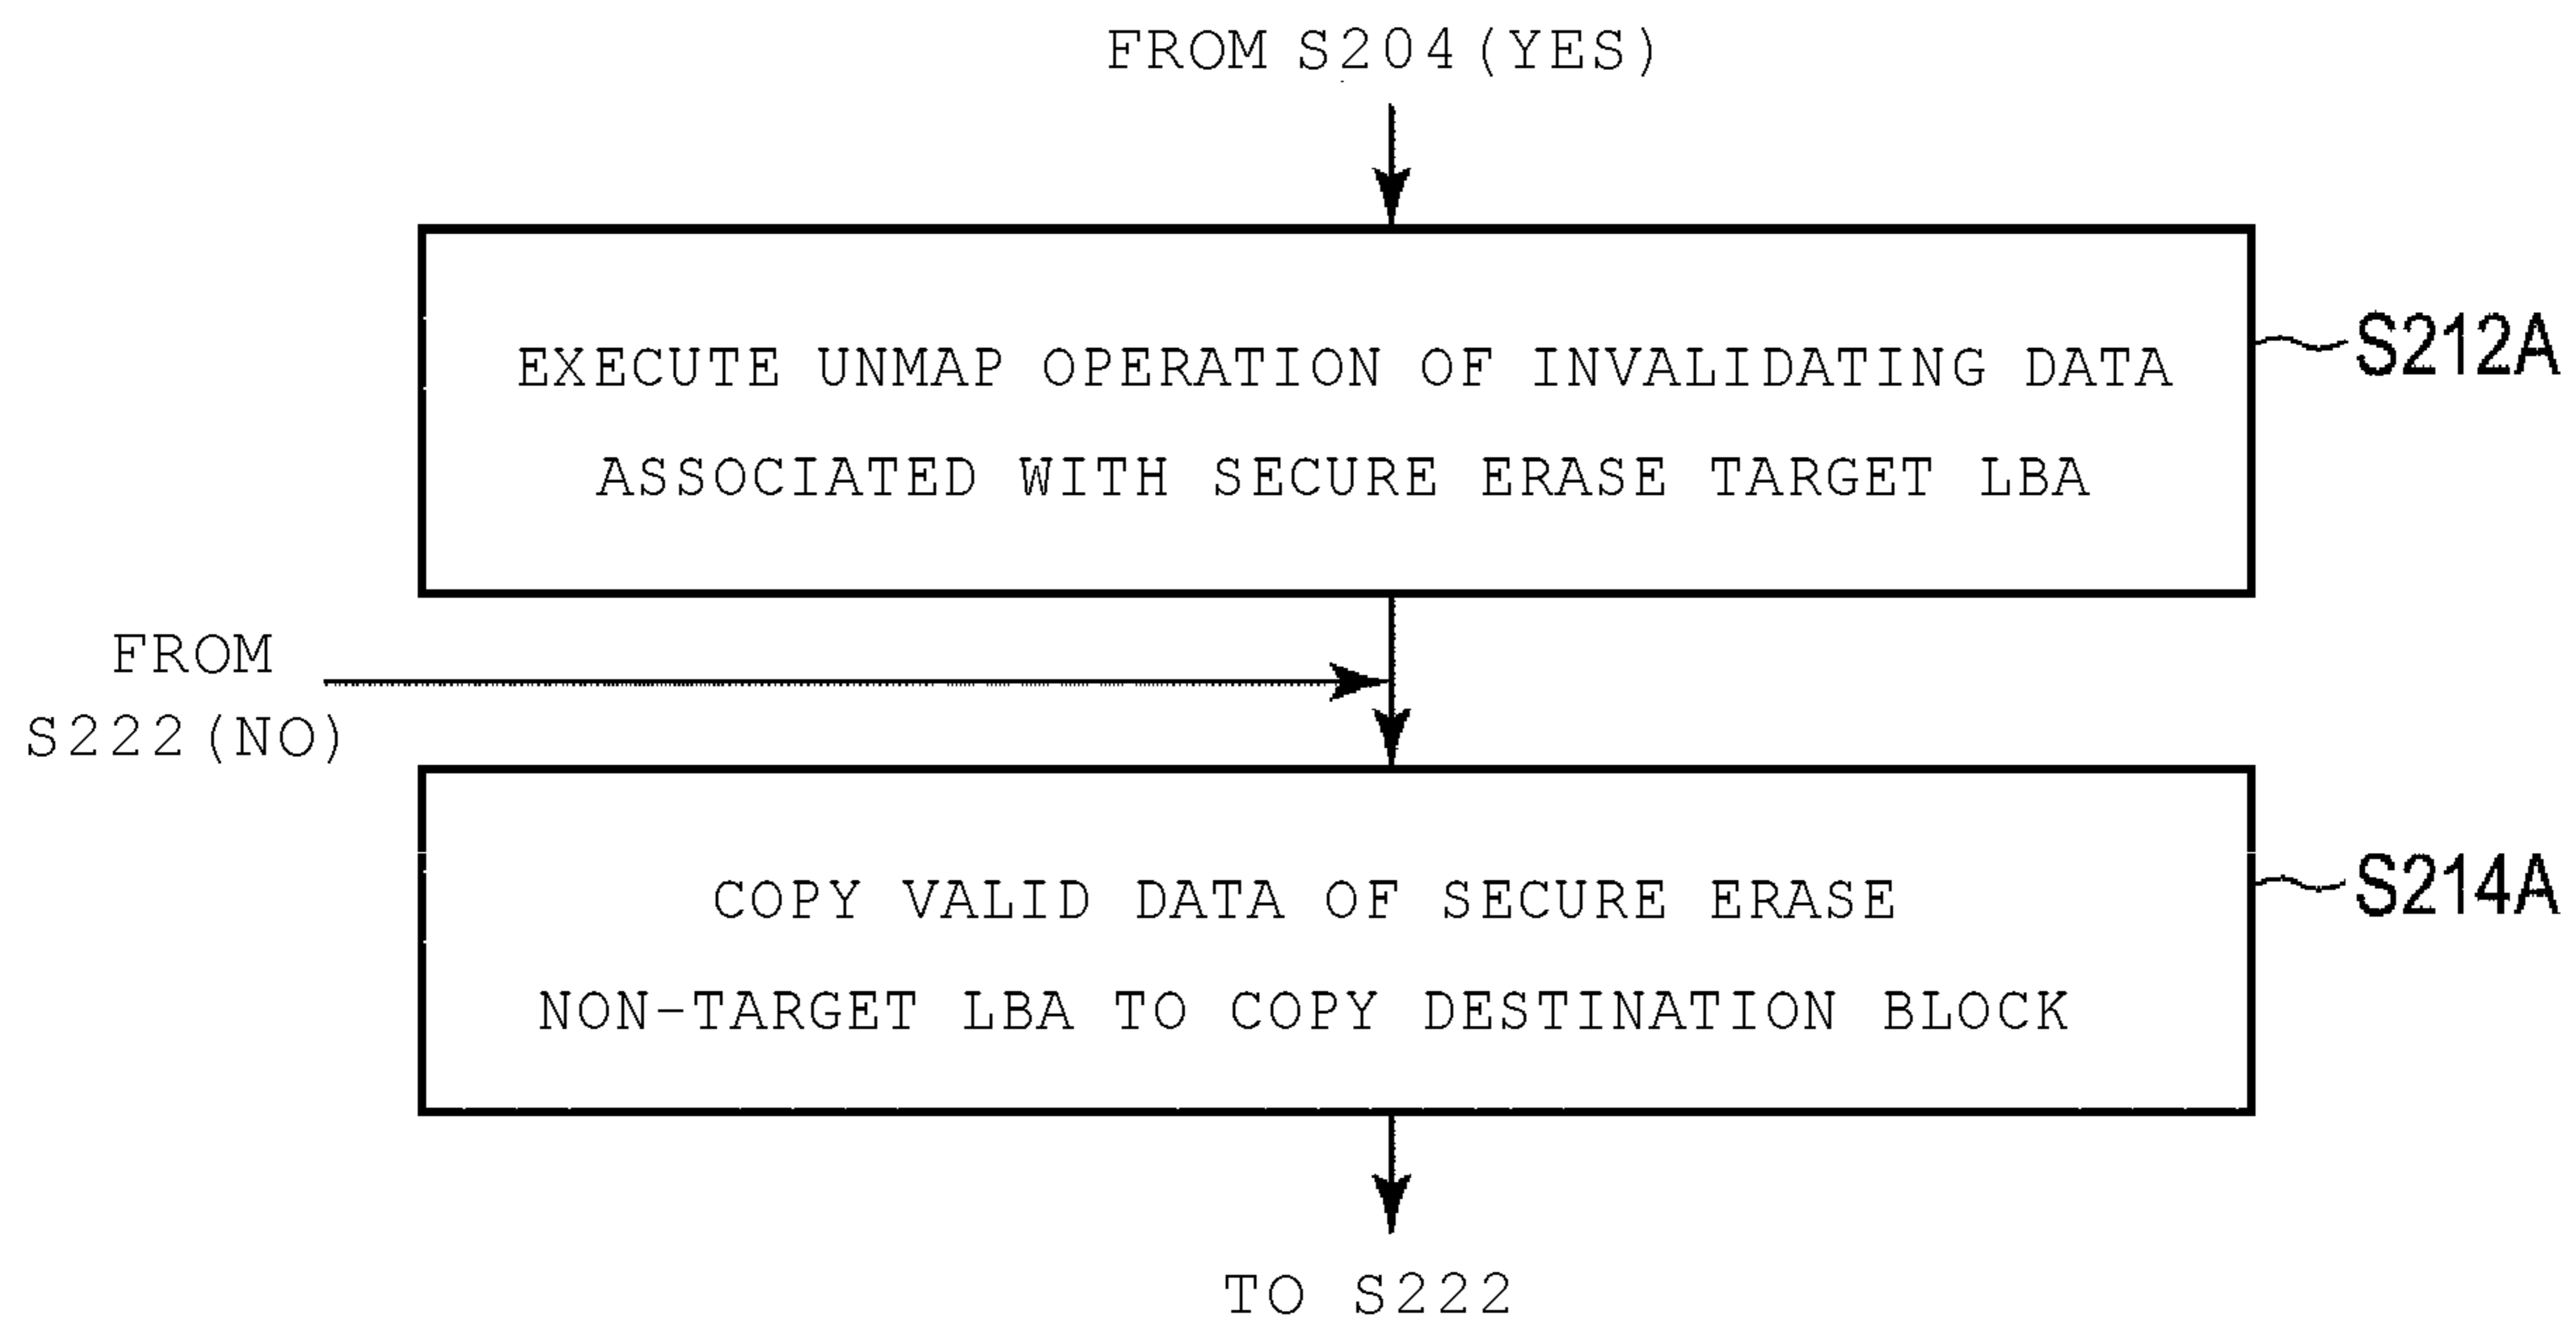 FROM S204(YES)
EXECUTE UNMAP OPERATION OF INVALIDATING DATA
ASSOCIATED WITH SECURE ERASE TARGET LBA
S212A
FROM
S222(NO)
COPY VALID DATA OF SECURE ERASE
NON-TARGET LBA TO COPY DESTINATION BLOCK
S214A
TO S222